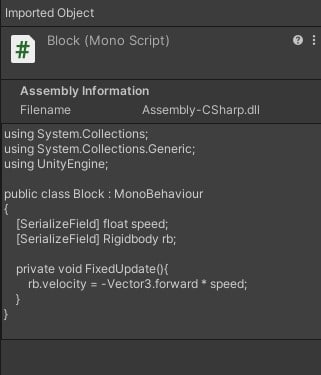 Imported Object
Block (Mono Script)
Assembly Information
Filename Assembly-CSharp.dll
using System.Collections;
using System.Collections.Generic;
using UnityEngine;
public class Block : MonoBehaviour
{
[SerializeField] float speed;
[SerializeField] Rigidbody rb;
private void FixedUpdate(){
rb.velocity = -Vector3.forward * speed;
}
}